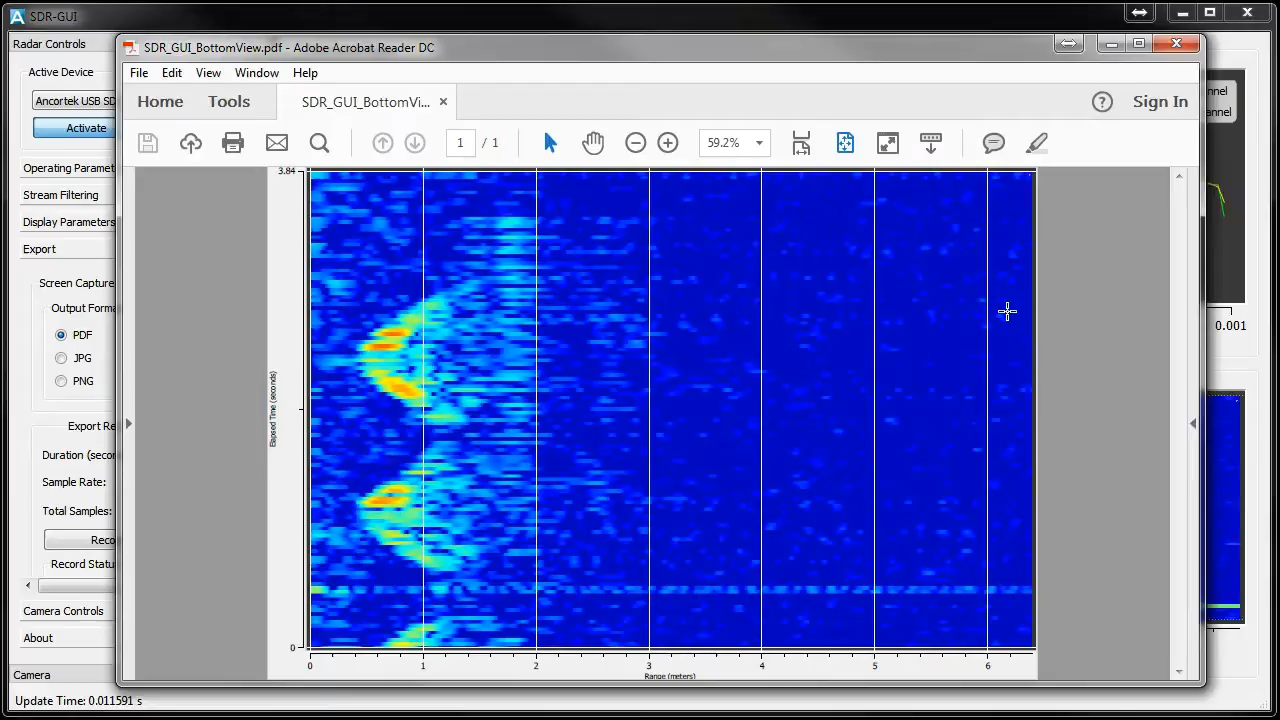 SDR-GUI
Radar Controls
Active Device
Ancortek USB SD
Activate
Operating Paramet
Stream Filtering
Display Parameters
Export
Screen Capture
Output Forma
PDF
JPG
PNG
Export Re
Duration (secor
Sample Rate:
Total Samples:
Reco
Record Statu
Camera Controls
About
Camera
Update Time: 0.011591 s
SDR_GUI_BottomView.pdf - Adobe Acrobat Reader DC
File Edit View Window Help
Home Tools SDR_GUI_BottomVi... Sign In
1 / 1 59.2%
3.84
Elapsed Time (seconds)
0
0 1 2 3 4 5 6
Range (meters)
nnel
nnel
0.001